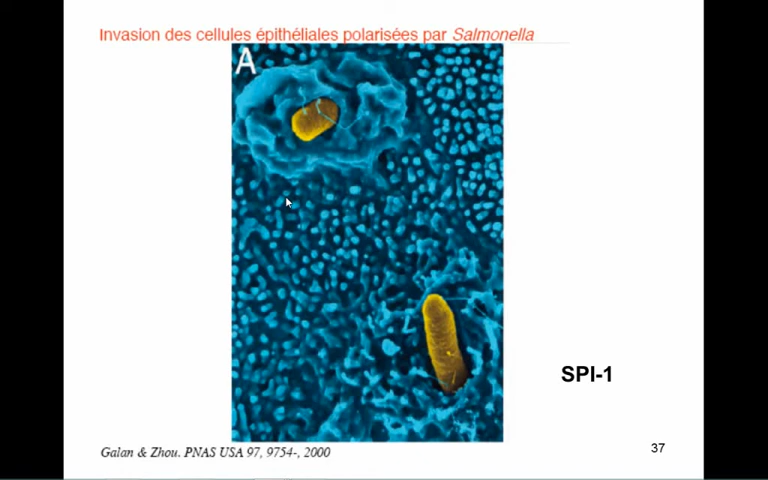 Invasion des cellules épithéliales polarisées par Salmonella
A
SPI-1
Galan & Zhou. PNAS USA 97, 9754-, 2000
37